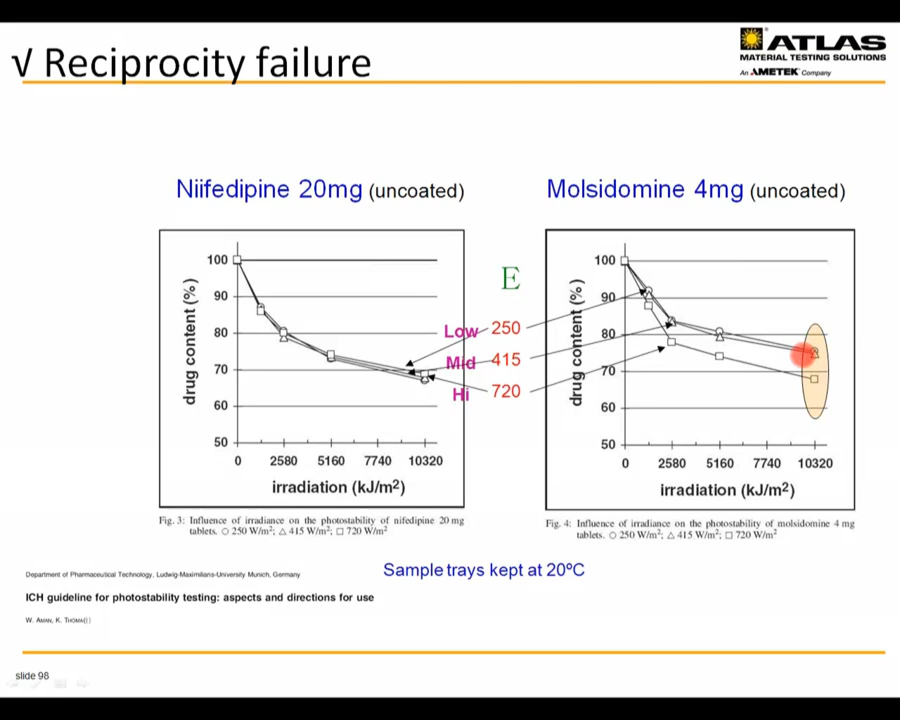 √ Reciprocity failure
ATLAS
MATERIAL TESTING SOLUTIONS
An AMETEK Company
Niifedipine 20mg (uncoated)
Molsidomine 4mg (uncoated)
drug content (%)
100
90
80
70
60
50
0 2580 5160 7740 10320
irradiation (kJ/m²)
E
Low 250
Mid 415
Hi 720
drug content (%)
100
90
80
70
60
50
0 2580 5160 7740 10320
irradiation (kJ/m²)
Fig. 3: Influence of irradiance on the photostability of nifedipine 20 mg
tablets. ○ 250 W/m²; △ 415 W/m²; □ 720 W/m²
Fig. 4: Influence of irradiance on the photostability of molsidomine 4 mg
tablets. ○ 250 W/m²; △ 415 W/m²; □ 720 W/m²
Sample trays kept at 20°C
Department of Pharmaceutical Technology, Ludwig-Maximilians-University Munich, Germany
ICH guideline for photostability testing: aspects and directions for use
W. AMAN, K. THOMA
slide 98